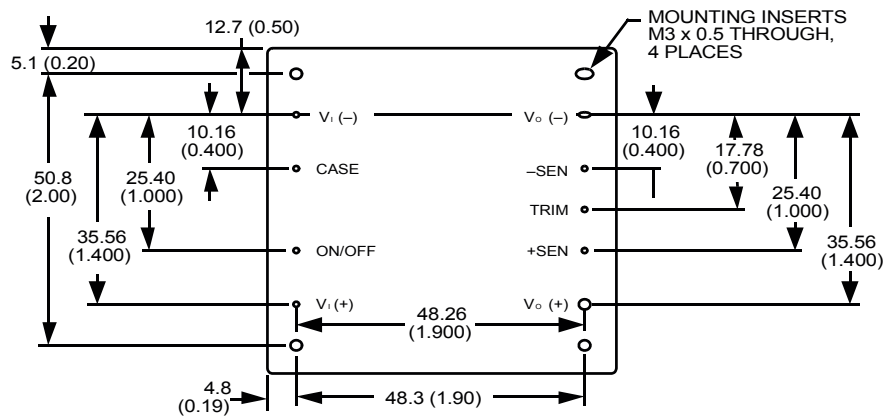 12.7 (0.50)
MOUNTING INSERTS
M3 x 0.5 THROUGH,
4 PLACES
5.1 (0.20)
VI (–)
VO (–)
10.16
(0.400)
10.16
(0.400)
17.78
(0.700)
CASE
–SEN
50.8
(2.00)
25.40
(1.000)
TRIM
25.40
(1.000)
35.56
(1.400)
ON/OFF
+SEN
35.56
(1.400)
VI (+)
VO (+)
48.26
(1.900)
4.8
(0.19)
48.3 (1.90)